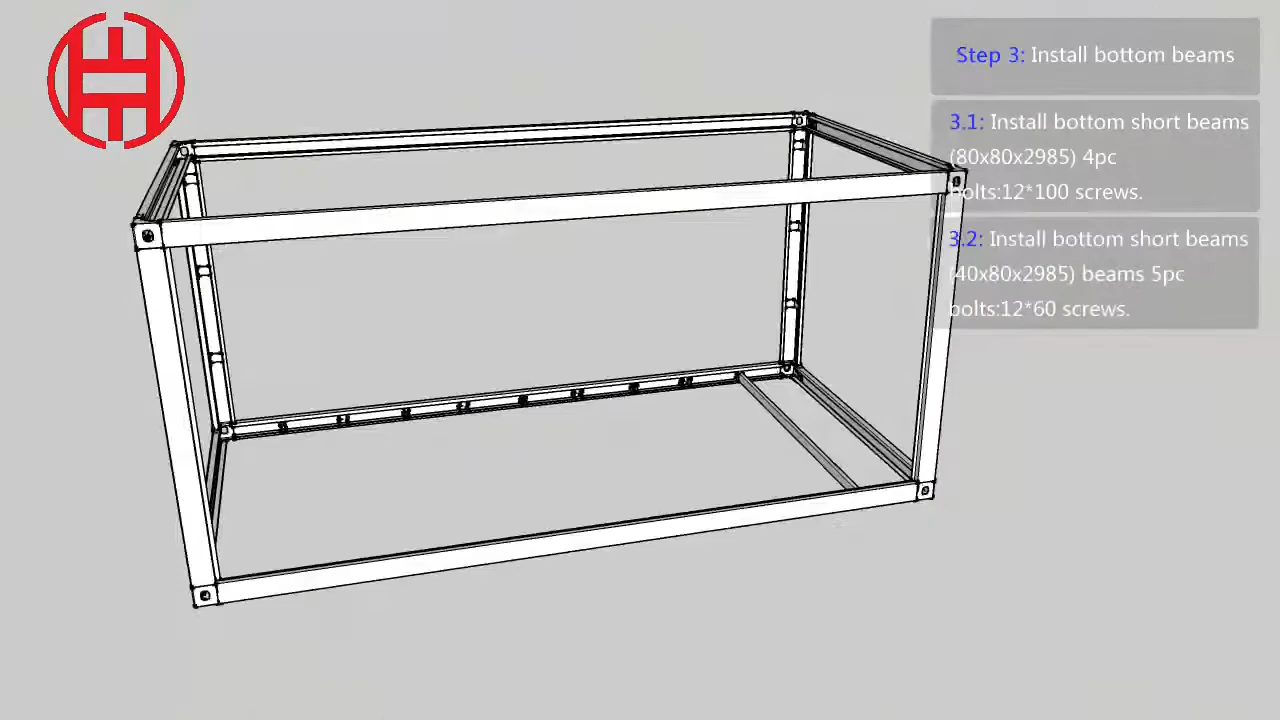 Step 3: Install bottom beams
3.1: Install bottom short beams
(80x80x2985) 4pc
bolts:12*100 screws.
3.2: Install bottom short beams
(40x80x2985) beams 5pc
bolts:12*60 screws.